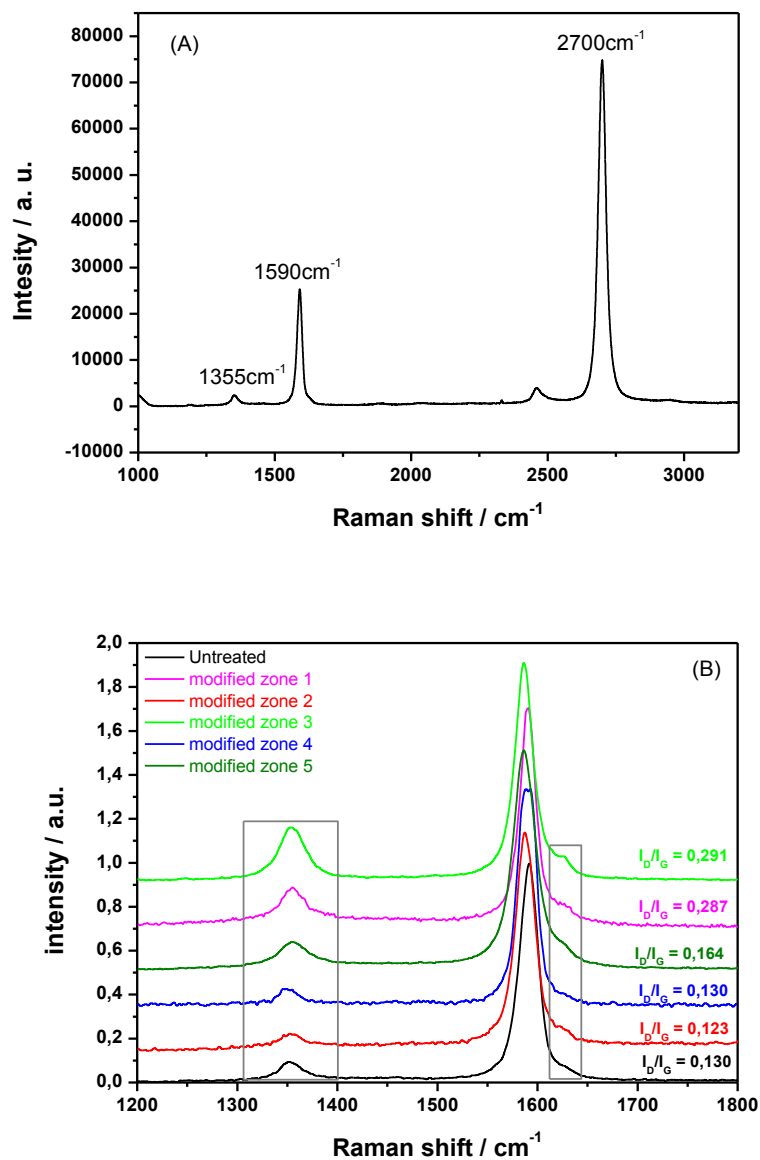 (A)
2700cm-1
1590cm-1
1355cm-1
80000
70000
60000
50000
40000
30000
20000
10000
0
-10000
Intesity / a. u.
1000 1500 2000 2500 3000
Raman shift / cm-1
(B)
Untreated
modified zone 1
modified zone 2
modified zone 3
modified zone 4
modified zone 5
2,0
1,8
1,6
1,4
1,2
1,0
0,8
0,6
0,4
0,2
0,0
intensity / a.u.
ID/IG = 0,291
ID/IG = 0,287
ID/IG = 0,164
ID/IG = 0,130
ID/IG = 0,123
ID/IG = 0,130
1200 1300 1400 1500 1600 1700 1800
Raman shift / cm-1